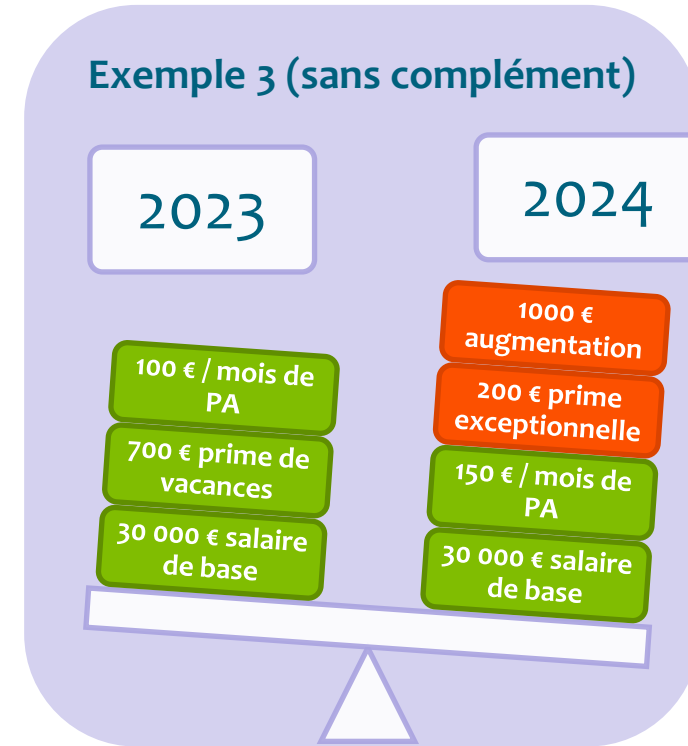 Exemple 3 (sans complément)
2023
2024
100 € / mois de
PA
700 € prime de
vacances
30 000 € salaire
de base
1000 €
augmentation
200 € prime
exceptionnelle
150 € / mois de
PA
30 000 € salaire
de base